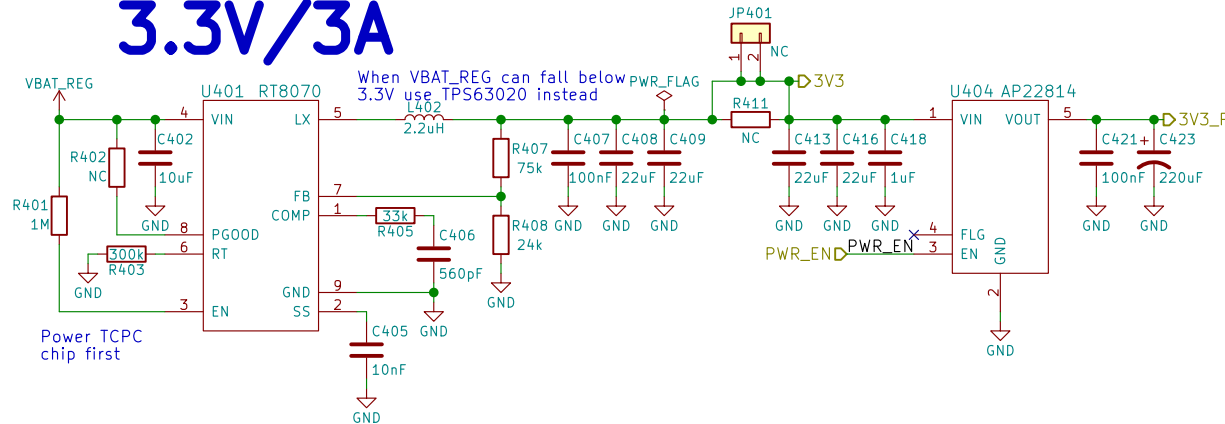 3.3V/3A
JP401
1
2
NC
VBAT_REG
When VBAT_REG can fall below
3.3V use TPS63020 instead
PWR_FLAG
3V3
U401 RT8070
L402
2.2uH
R411
NC
U404 AP22814
4
VIN
LX
5
1
VIN
VOUT
5
3V3_P
R402
NC
C402
10uF
GND
R407
75k
C407
100nF
GND
C408
22uF
GND
C409
22uF
GND
C413
22uF
GND
C416
22uF
GND
C418
1uF
GND
C421
100nF
GND
C423
+
220uF
GND
R401
1M
FB
7
COMP
1
33k
R405
R408
24k
GND
C406
560pF
8
PGOOD
6
RT
300k
R403
GND
4
FLG
PWR_EN
PWR_EN
3
EN
GND
2
GND
GND
9
GND
3
EN
SS
2
Power TCPC
chip first
C405
10nF
GND